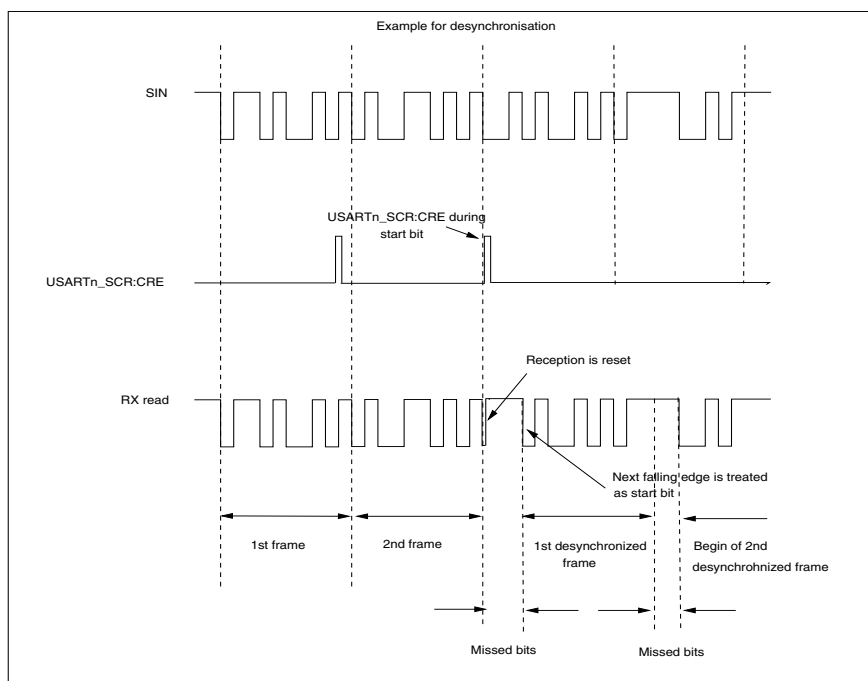 Example for desynchronisation
SIN
USARTn_SCR:CRE during
start bit
USARTn_SCR:CRE
Reception is reset
RX read
Next falling edge is treated
as start bit
1st frame
2nd frame
1st desynchronized
frame
Begin of 2nd
desynchrohnized frame
Missed bits
Missed bits